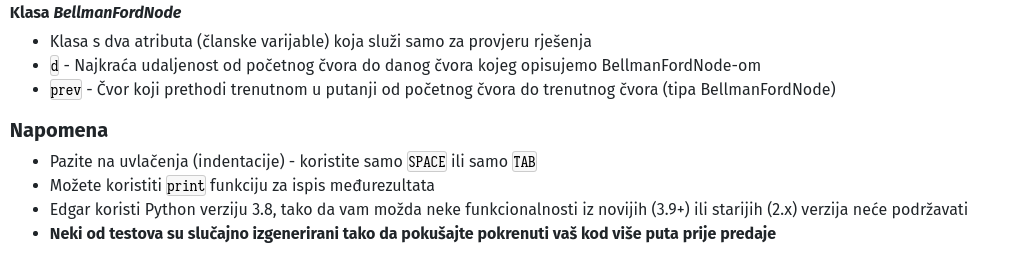 Klasa BellmanFordNode
• Klasa s dva atributa (članske varijable) koja služi samo za provjeru rješenja
• d - Najkraća udaljenost od početnog čvora do danog čvora kojeg opisujemo BellmanFordNode-om
• prev - Čvor koji prethodi trenutnom u putanji od početnog čvora do trenutnog čvora (tipa BellmanFordNode)
Napomena
• Pazite na uvlačenja (indentacije) - koristite samo SPACE ili samo TAB
• Možete koristiti print funkciju za ispis međurezultata
• Edgar koristi Python verziju 3.8, tako da vam možda neke funkcionalnosti iz novijih (3.9+) ili starijih (2.x) verzija neće podržavati
• Neki od testova su slučajno izgenerirani tako da pokušajte pokrenuti vaš kod više puta prije predaje